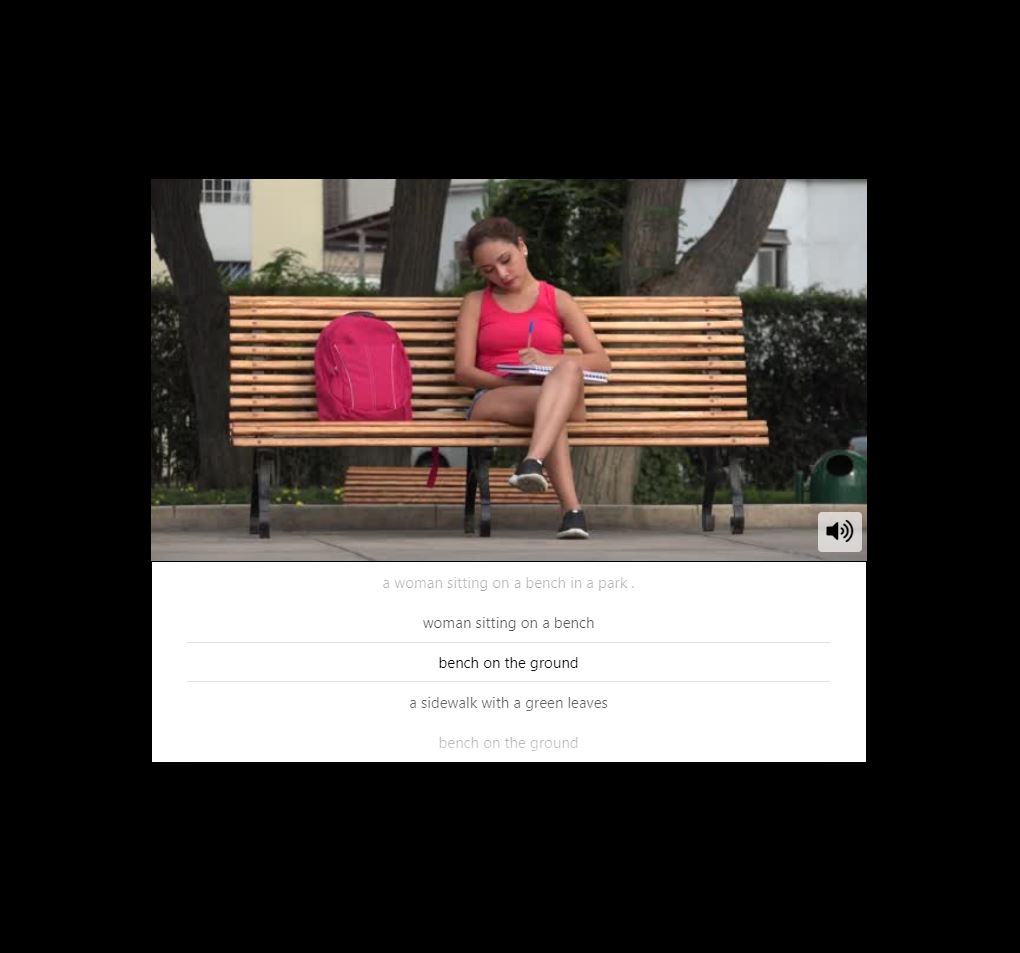 a woman sitting on a bench in a park .
woman sitting on a bench
bench on the ground
a sidewalk with a green leaves
bench on the ground